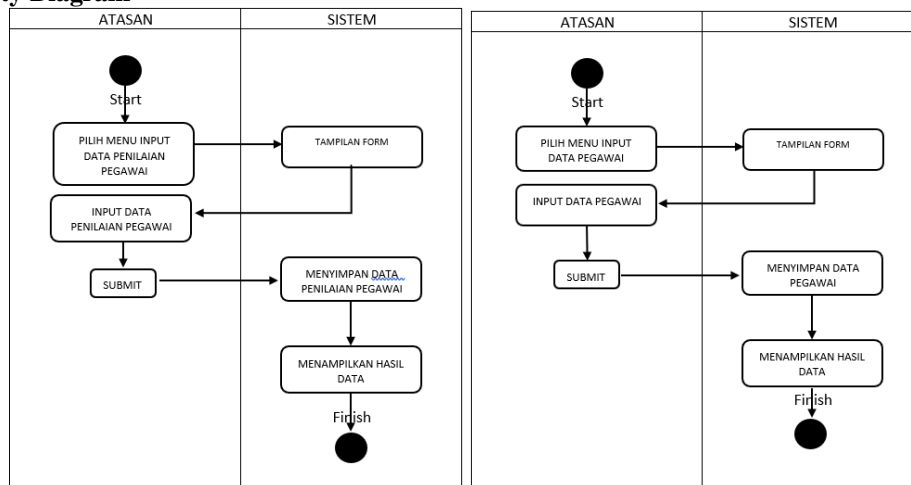 Diagram
ATASAN
SISTEM
Start
PILIH MENU INPUT
DATA PENILAIAN
PEGAWAI
TAMPILAN FORM
INPUT DATA
PENILAIAN PEGAWAI
SUBMIT
MENYIMPAN DATA
PENILAIAN PEGAWAI
MENAMPILKAN HASIL
DATA
Finish
ATASAN
SISTEM
Start
PILIH MENU INPUT
DATA PEGAWAI
TAMPILAN FORM
INPUT DATA PEGAWAI
SUBMIT
MENYIMPAN DATA
PEGAWAI
MENAMPILKAN HASIL
DATA
Finish